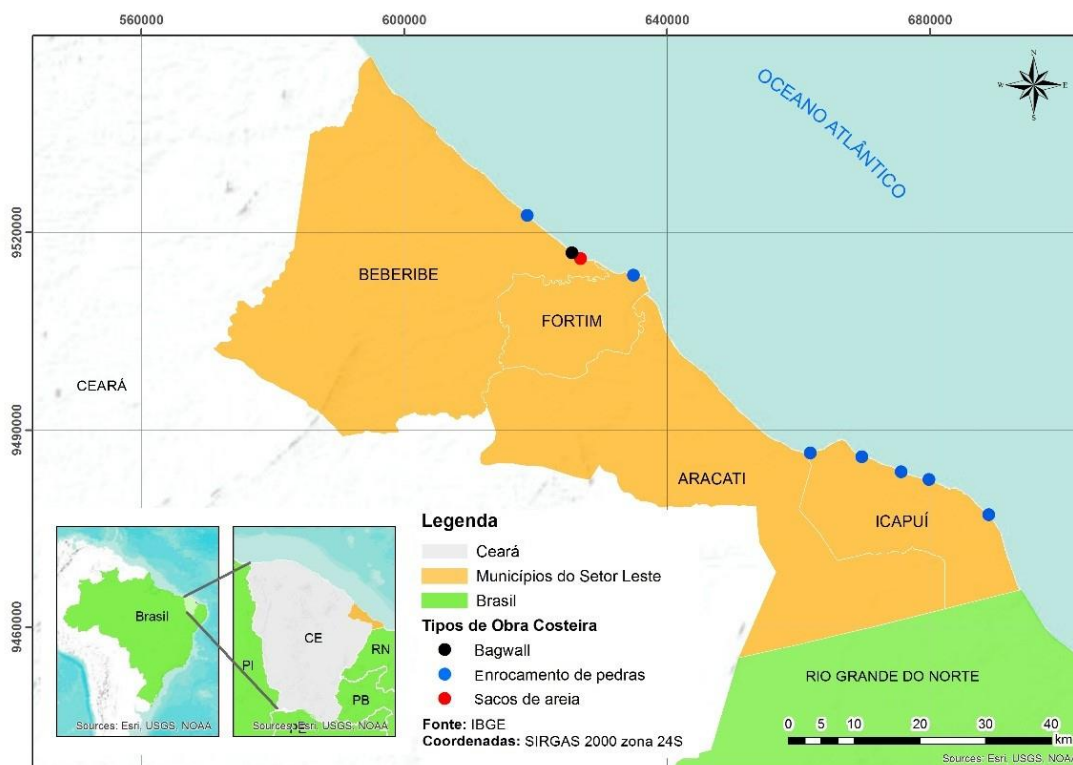 560000
600000
640000
680000
N
W
E
S
OCEANO ATLÂNTICO
9520000
BEBERIBE
FORTIM
CEARÁ
9490000
ARACATI
ICAPUÍ
9460000
RIO GRANDE DO NORTE
Brasil
Sources: Esri, USGS, NOAA
CE
PI
RN
PB
PE
Sources: Esri, USGS, NOAA
Legenda
Ceará
Municípios do Setor Leste
Brasil
Tipos de Obra Costeira
Bagwall
Enrocamento de pedras
Sacos de areia
Fonte: IBGE
Coordenadas: SIRGAS 2000 zona 24S
0 5 10 20 30 40
km
Sources: Esri, USGS, NOAA